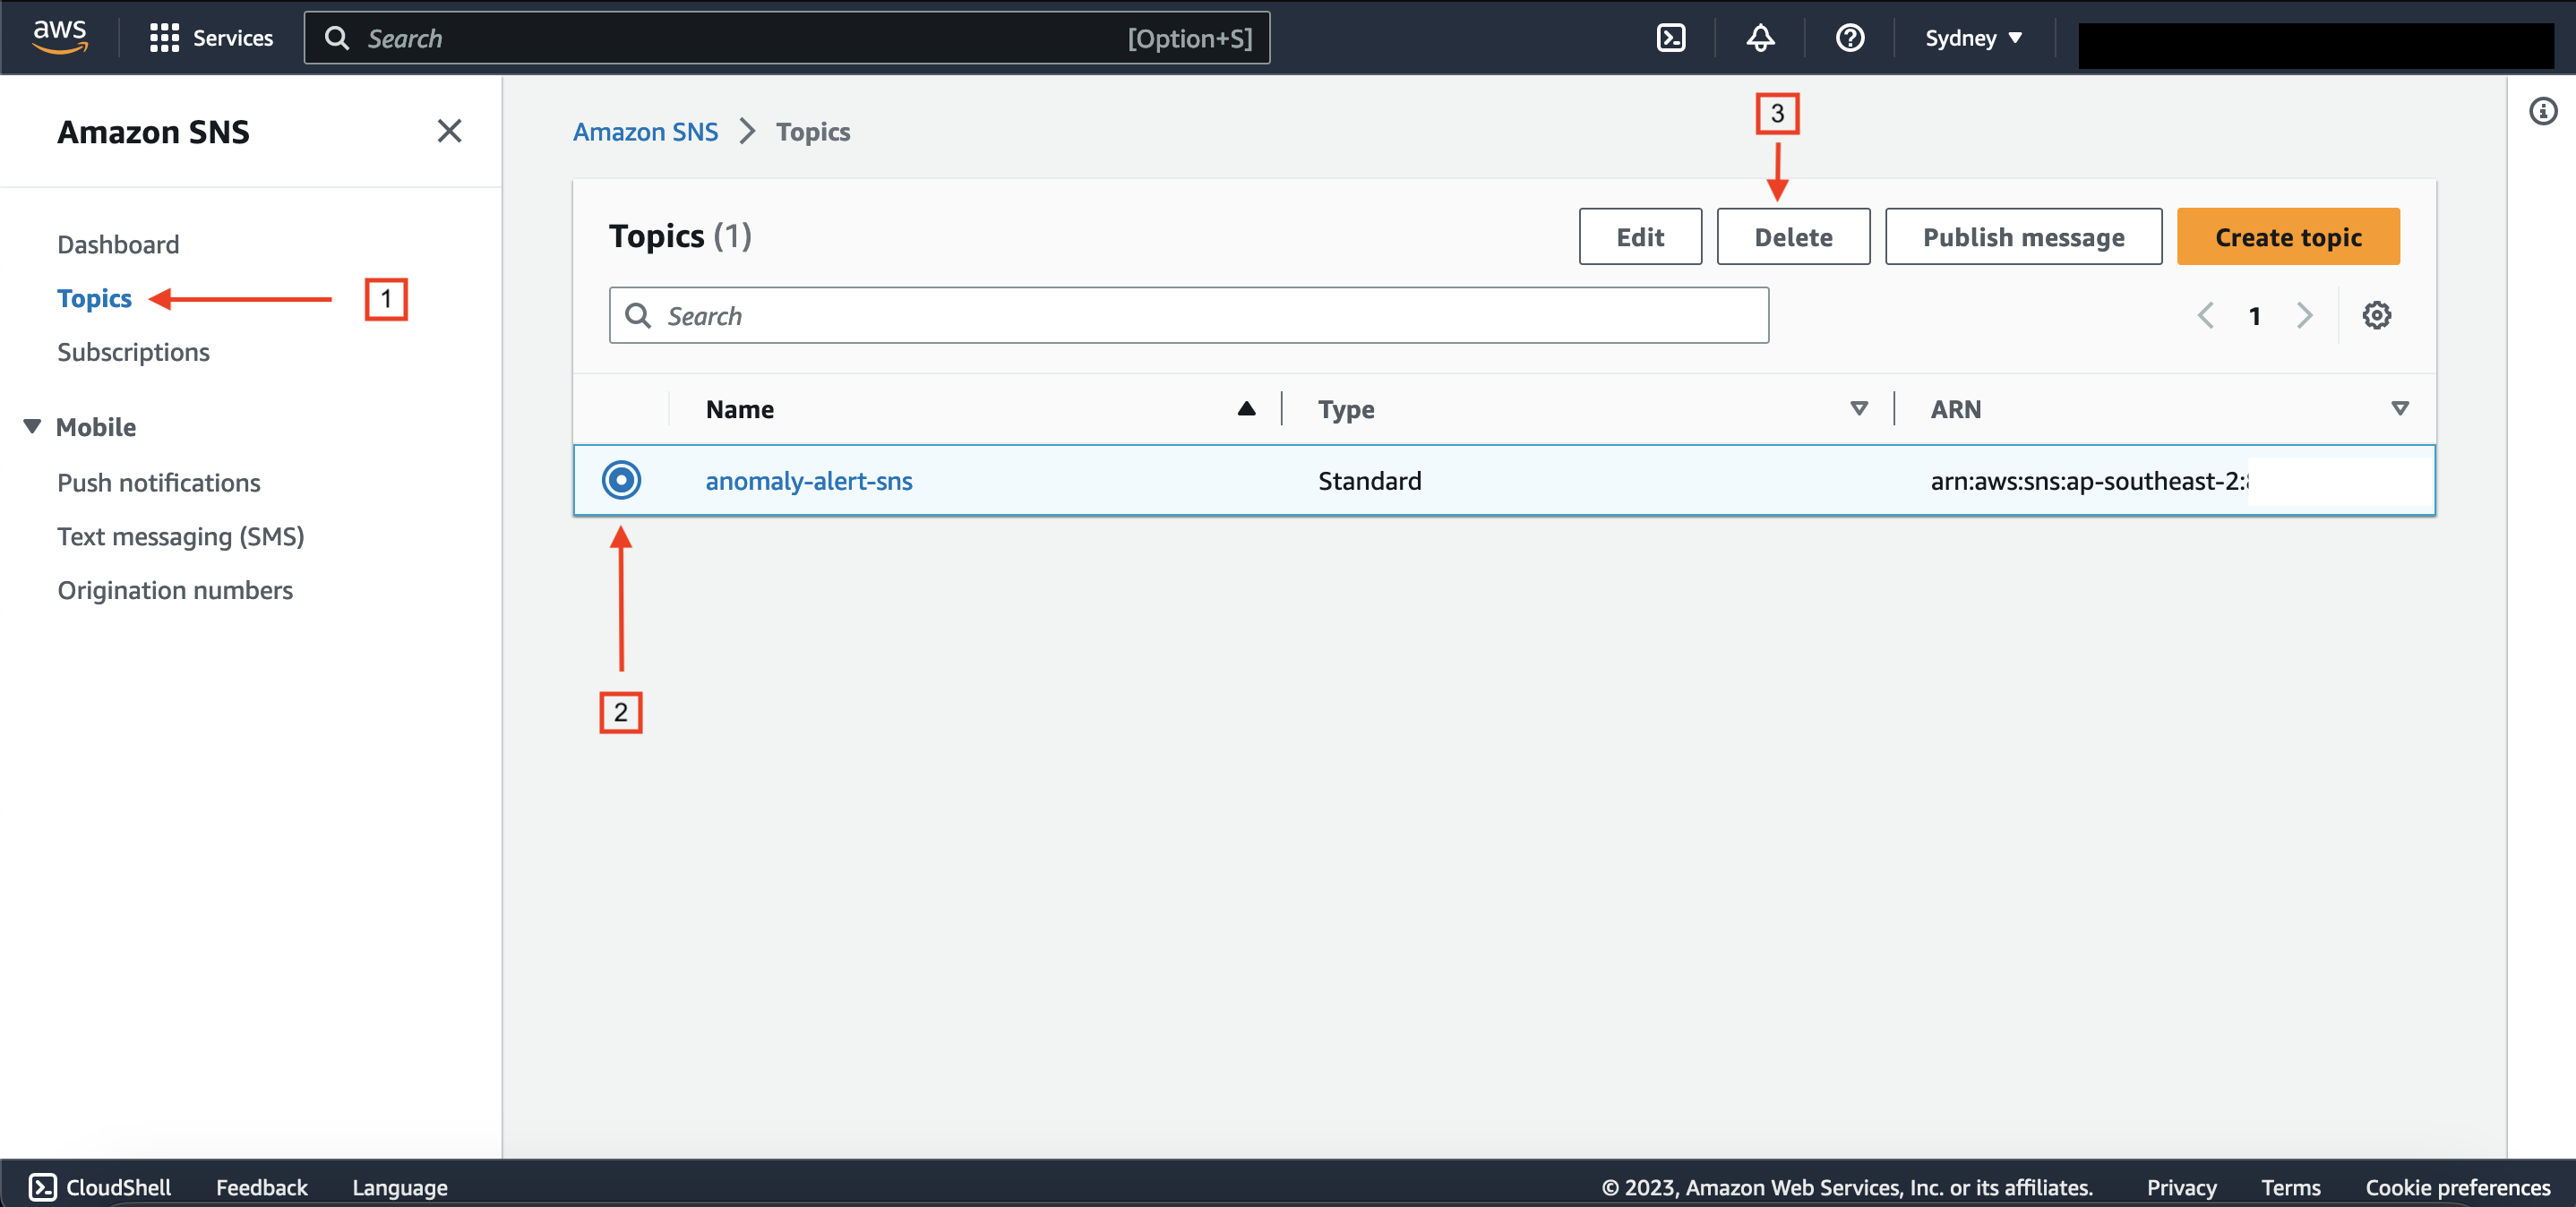 aws
Services
Search
[Option+S]
Sydney
Amazon SNS
Dashboard
Topics
1
Subscriptions
Mobile
Push notifications
Text messaging (SMS)
Origination numbers
Amazon SNS
Topics
3
Topics (1)
Edit
Delete
Publish message
Create topic
Search
1
Name
Type
ARN
anomaly-alert-sns
Standard
arn:aws:sns:ap-southeast-2:
2
CloudShell
Feedback
Language
© 2023, Amazon Web Services, Inc. or its affiliates.
Privacy
Terms
Cookie preferences